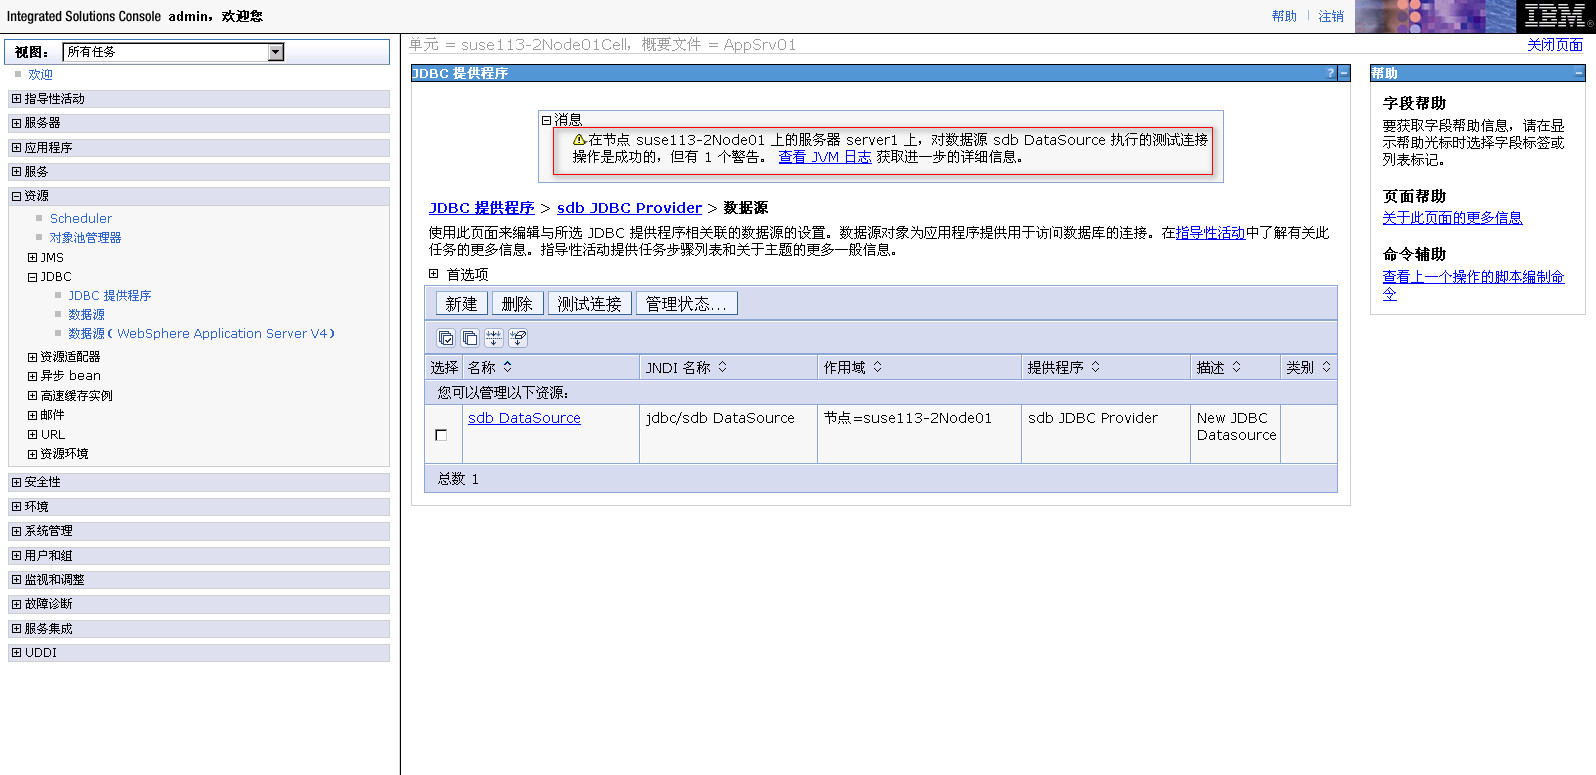 Integrated Solutions Console admin，欢迎您
帮助 注销
IBM
视图： 所有任务
欢迎
指导性活动
服务器
应用程序
服务
资源
Scheduler
对象池管理器
JMS
JDBC
JDBC 提供程序
数据源
数据源（WebSphere Application Server V4）
资源适配器
异步 bean
高速缓存实例
邮件
URL
资源环境
安全性
环境
系统管理
用户和组
监视和调整
故障诊断
服务集成
UDDI
单元 = suse113-2Node01Cell，概要文件 = AppSrv01
关闭页面
JDBC 提供程序 ? –
消息
在节点 suse113-2Node01 上的服务器 server1 上，对数据源 sdb DataSource 执行的测试连接
操作是成功的，但有 1 个警告。 查看 JVM 日志 获取进一步的详细信息。
JDBC 提供程序 > sdb JDBC Provider > 数据源
使用此页面来编辑与所选 JDBC 提供程序相关联的数据源的设置。数据源对象为应用程序提供用于访问数据库的连接。在指导性活动中了解有关此
任务的更多信息。指导性活动提供任务步骤列表和关于主题的更多一般信息。
首选项
新建 删除 测试连接 管理状态...
选择 名称 JNDI 名称 作用域 提供程序 描述 类别
您可以管理以下资源：
sdb DataSource jdbc/sdb DataSource 节点=suse113-2Node01 sdb JDBC Provider New JDBC
Datasource
总数 1
帮助
字段帮助
要获取字段帮助信息，请在显
示帮助光标时选择字段标签或
列表标记。
页面帮助
关于此页面的更多信息
命令辅助
查看上一个操作的脚本编制命
令